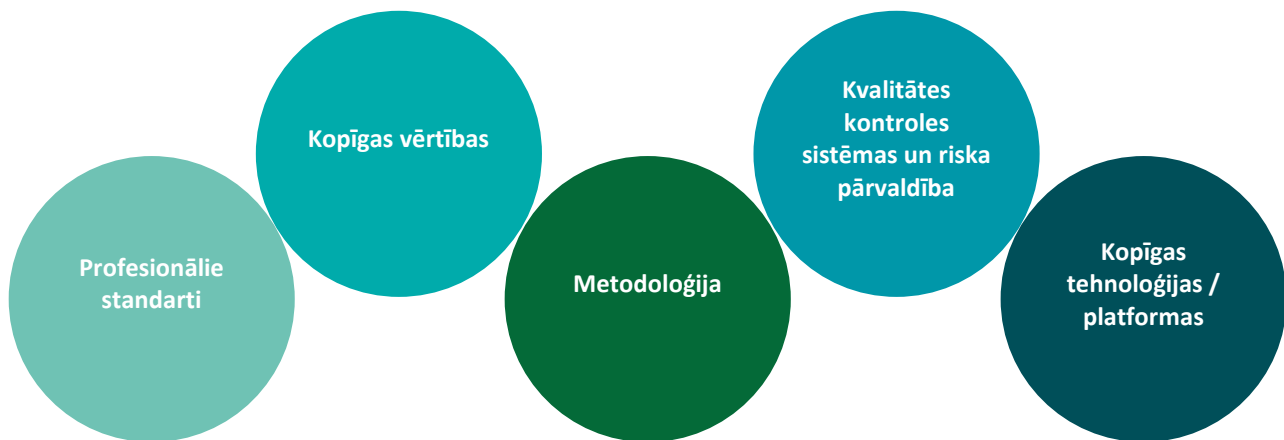 Profesionālie
standarti
Kopīgas vērtības
Metodoloģija
Kvalitātes
kontroles
sistēmas un riska
pārvaldība
Kopīgas
tehnoloģijas /
platformas